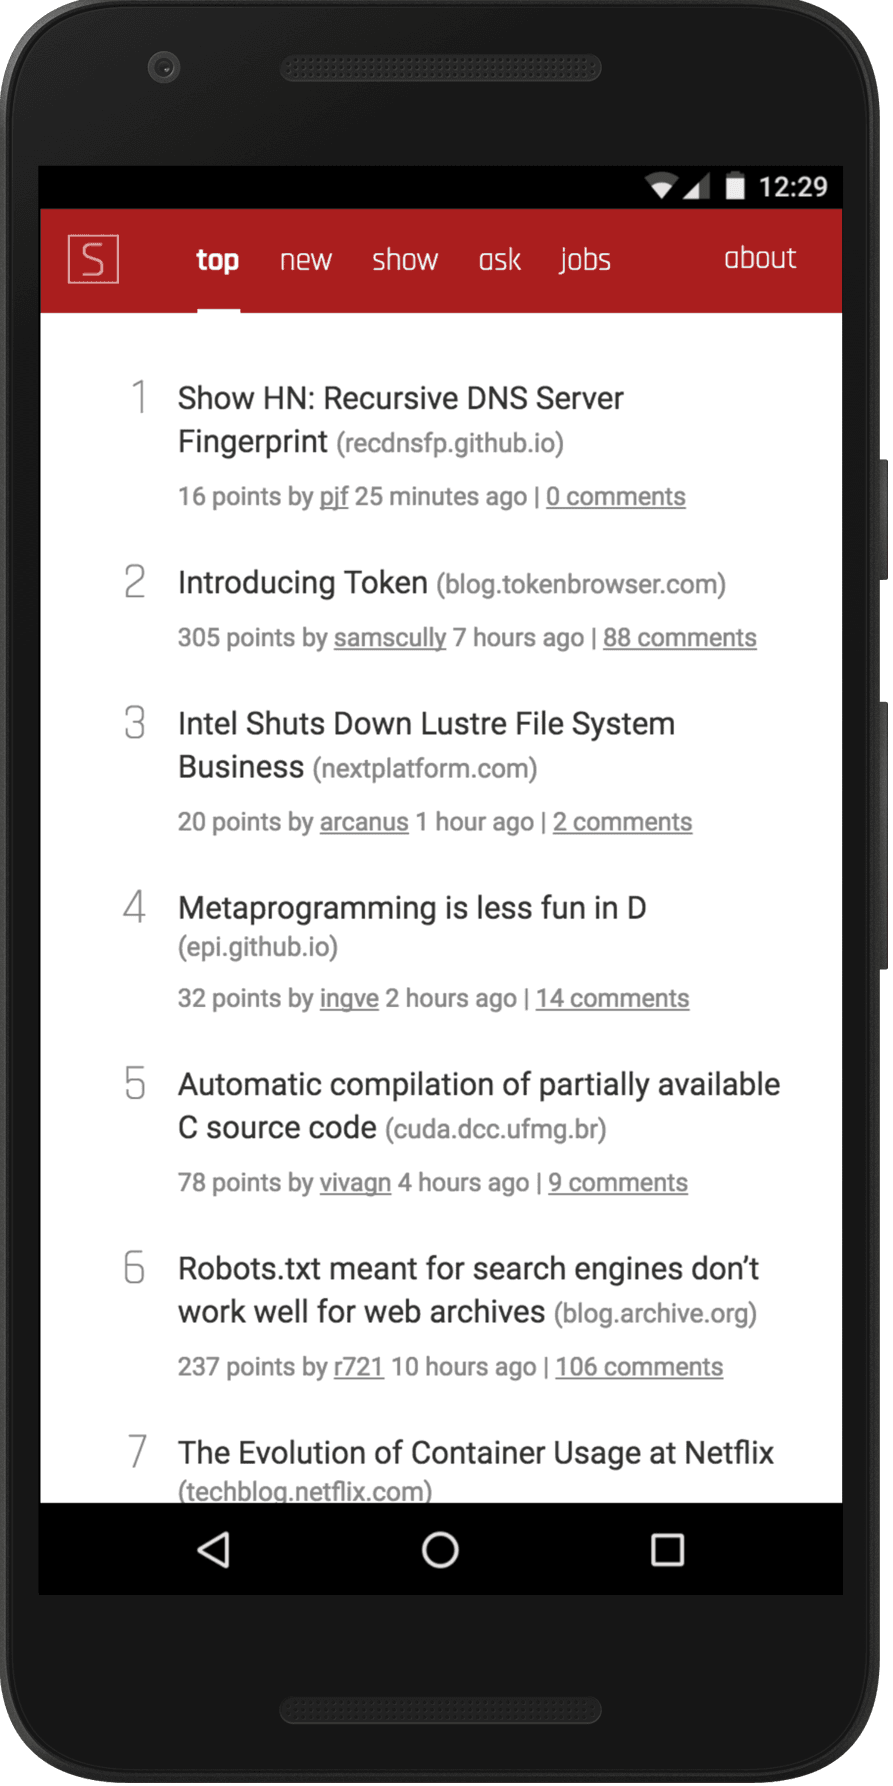 12:29
S top new show ask jobs about
1 Show HN: Recursive DNS Server
Fingerprint (recdnsfp.github.io)
16 points by pjf 25 minutes ago | 0 comments
2 Introducing Token (blog.tokenbrowser.com)
305 points by samscully 7 hours ago | 88 comments
3 Intel Shuts Down Lustre File System
Business (nextplatform.com)
20 points by arcanus 1 hour ago | 2 comments
4 Metaprogramming is less fun in D
(epi.github.io)
32 points by ingve 2 hours ago | 14 comments
5 Automatic compilation of partially available
C source code (cuda.dcc.ufmg.br)
78 points by vivagn 4 hours ago | 9 comments
6 Robots.txt meant for search engines don’t
work well for web archives (blog.archive.org)
237 points by r721 10 hours ago | 106 comments
7 The Evolution of Container Usage at Netflix
(techblog.netflix.com)